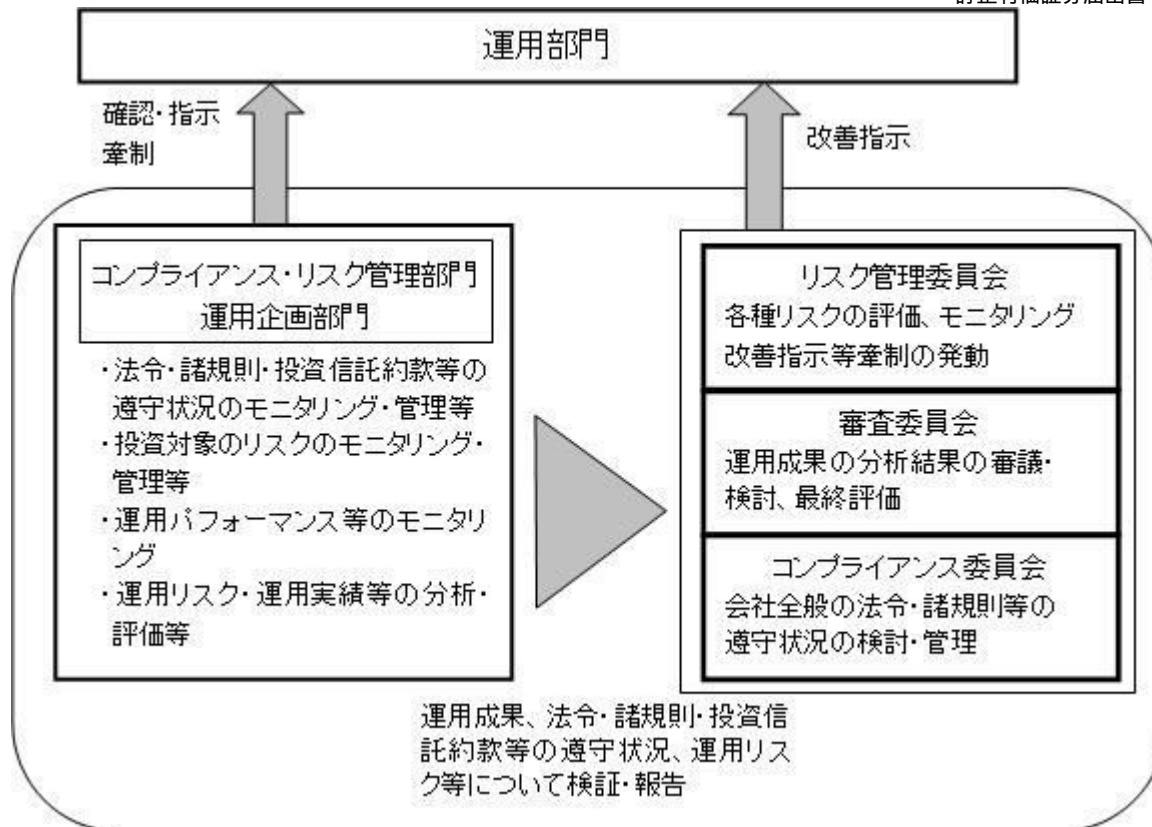 運用部門
確認・指示
牽制
改善指示
コンプライアンス・リスク管理部門
運用企画部門
・法令・諸規則・投資信託約款等の
遵守状況のモニタリング・管理等
・投資対象のリスクのモニタリング・
管理等
・運用パフォーマンス等のモニタリ
ング
・運用リスク・運用実績等の分析・
評価等
リスク管理委員会
各種リスクの評価、モニタリング
改善指示等牽制の発動
審査委員会
運用成果の分析結果の審議・
検討、最終評価
コンプライアンス委員会
会社全般の法令・諸規則等の
遵守状況の検討・管理
運用成果、法令・諸規則・投資信
託約款等の遵守状況、運用リス
ク等について検証・報告